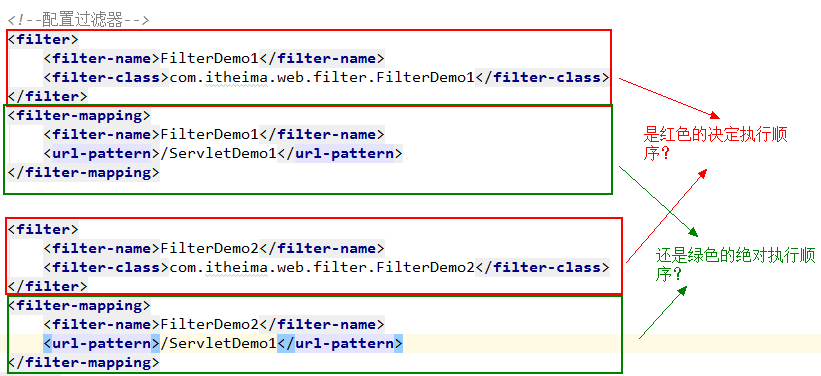 <!--配置过滤器-->
<filter>
<filter-name>FilterDemo1</filter-name>
<filter-class>com.itheima.web.filter.FilterDemo1</filter-class>
</filter>
<filter-mapping>
<filter-name>FilterDemo1</filter-name>
<url-pattern>/ServletDemo1</url-pattern>
</filter-mapping>
<filter>
<filter-name>FilterDemo2</filter-name>
<filter-class>com.itheima.web.filter.FilterDemo2</filter-class>
</filter>
<filter-mapping>
<filter-name>FilterDemo2</filter-name>
<url-pattern>/ServletDemo1</url-pattern>
</filter-mapping>
是红色的决定执行顺
序?
还是绿色的绝对执行顺
序?